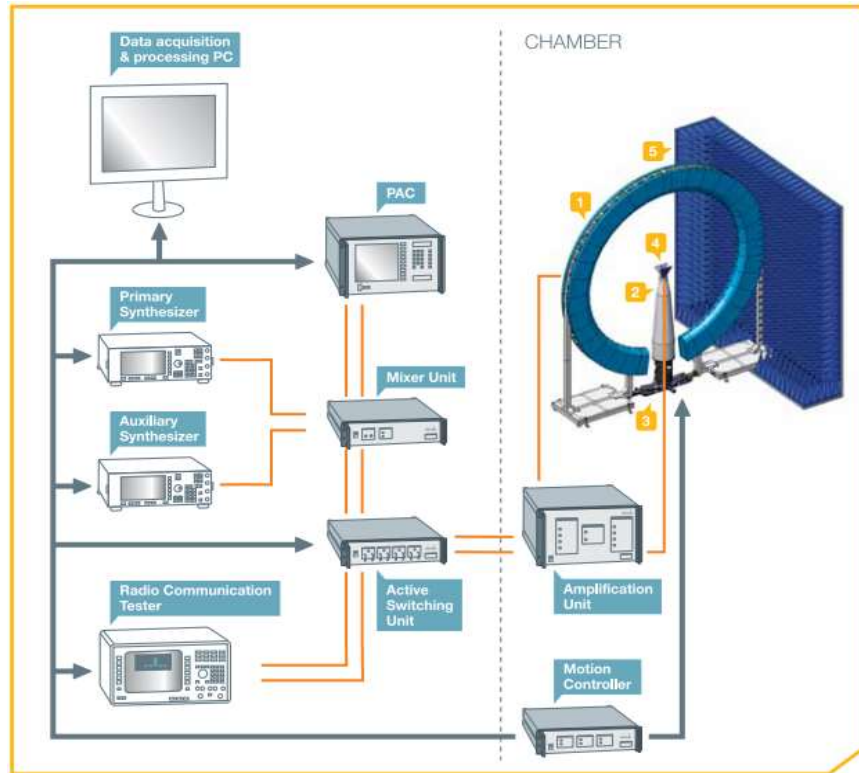 Data acquisition
& processing PC
CHAMBER
5
PAC
1
4
2
Primary
Synthesizer
Mixer Unit
3
Auxiliary
Synthesizer
Radio Communication
Tester
Active
Switching
Unit
Amplification
Unit
Motion
Controller